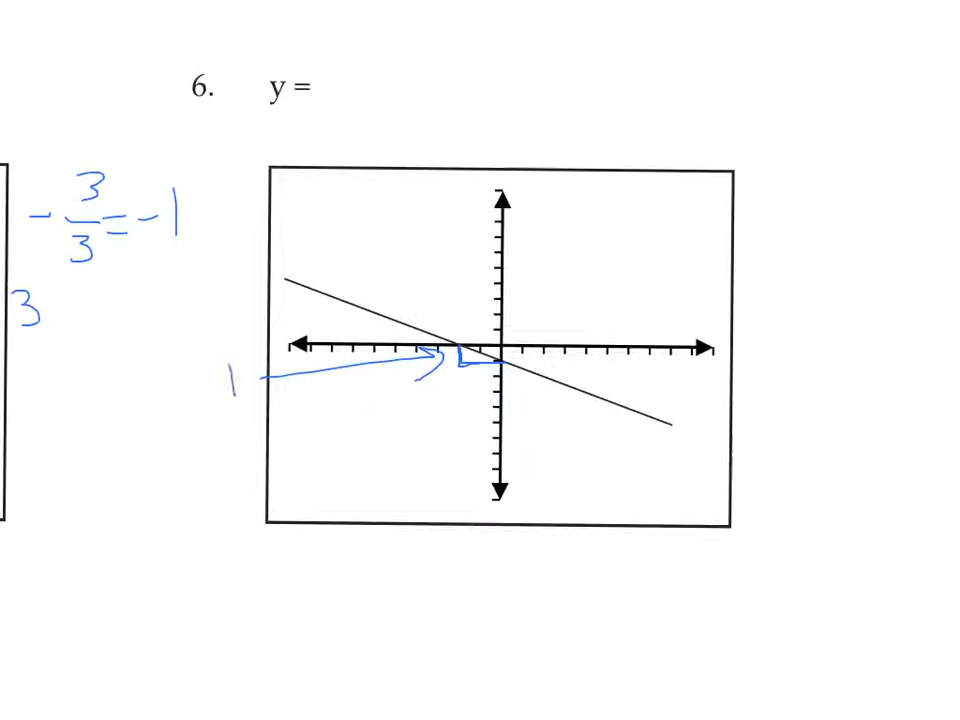 6. y =
- 3/3 = -1
3
1